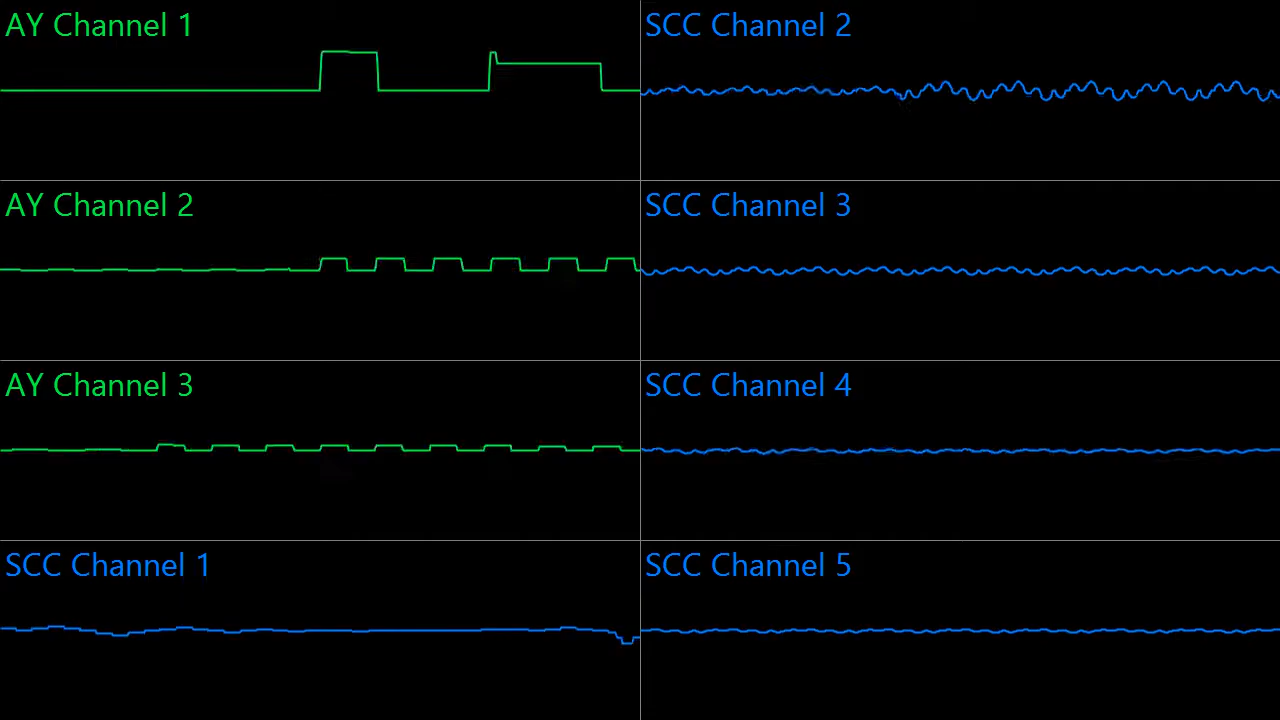 AY Channel 1
AY Channel 2
AY Channel 3
SCC Channel 1
SCC Channel 2
SCC Channel 3
SCC Channel 4
SCC Channel 5